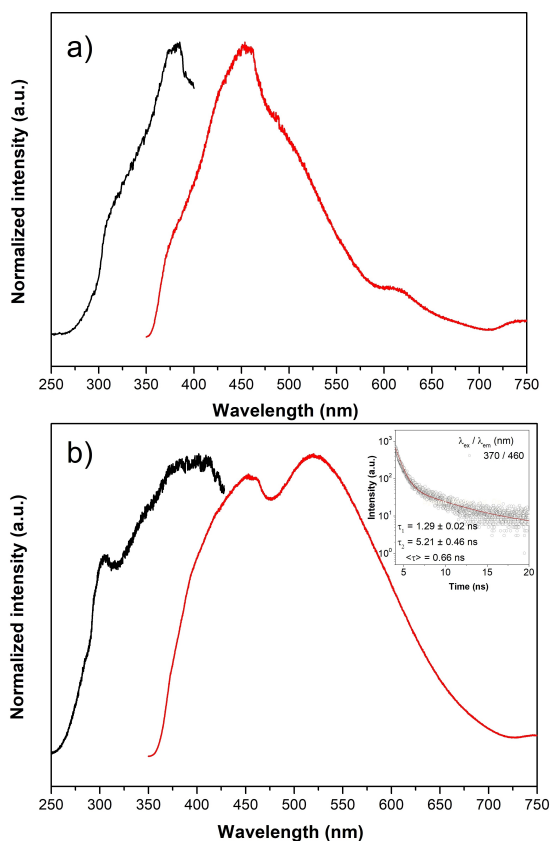 a)
Normalized intensity (a.u.)
250 300 350 400 450 500 550 600 650 700 750
Wavelength (nm)
b)
Normalized intensity (a.u.)
10³
10²
10¹
10⁰
Intensity (a.u.)
λex / λem (nm)
370 / 460
τ₁ = 1.29 ± 0.02 ns
τ₂ = 5.21 ± 0.46 ns
<τ> = 0.66 ns
5 10 15 20
Time (ns)
250 300 350 400 450 500 550 600 650 700 750
Wavelength (nm)